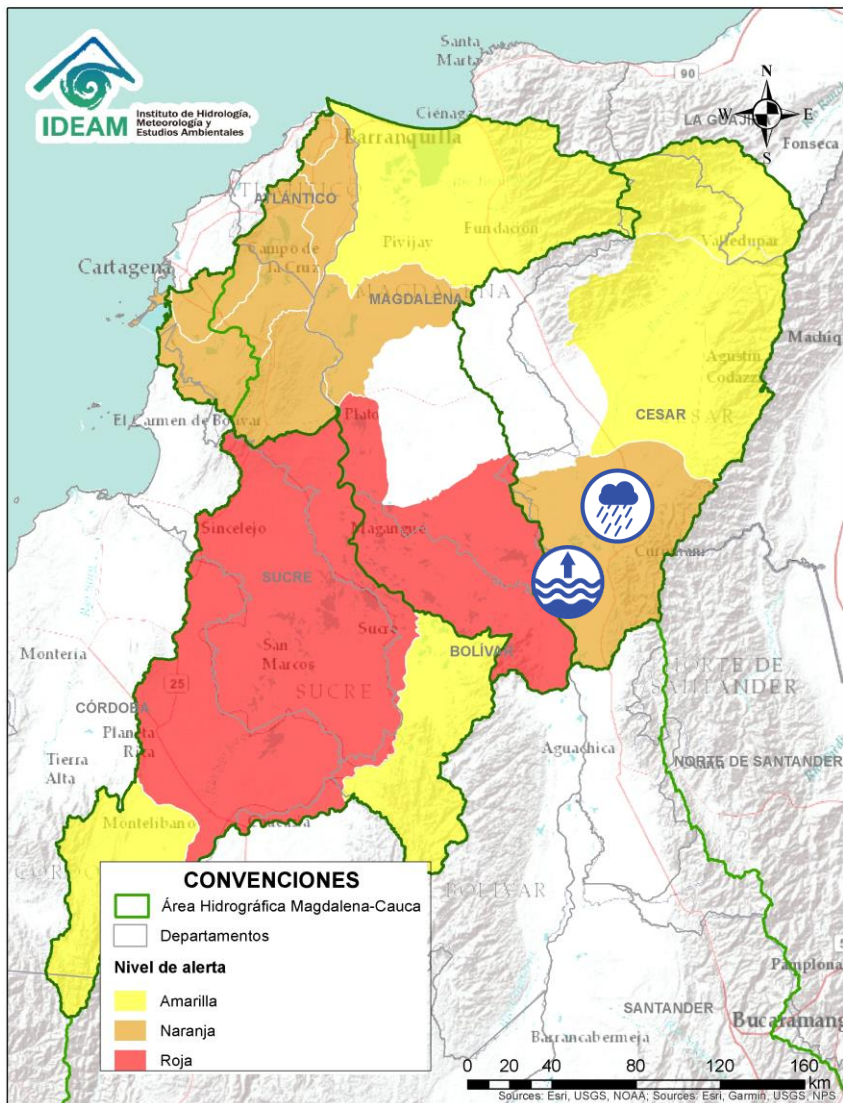 IDEAM
Instituto de Hidrología,
Meteorología y
Estudios Ambientales
Santa
Marta
90
N
W
E
S
LA GUAJI
Fonseca
Ciénaga
Barranquilla
ATLÁNTICO
Pivijay
Fundación
Valledupar
Cartagena
Campo de
la Cruz
MAGDALENA
Machiq
Agustín
Codazzi
El Carmen de Bolívar
Plato
CESAR
Sincelejo
Magangué
SUCRE
Sucre
San
Marcos
BOLÍVAR
SUCRE
Montería
25
CÓRDOBA
Planeta
Rica
Tierra
Alta
Aguachica
NORTE DE
SANTANDER
NORTE DE SANTANDER
Montelíbano
BOLÍVAR
CONVENCIONES
Área Hidrográfica Magdalena-Cauca
Departamentos
Nivel de alerta
Amarilla
Naranja
Roja
Pamplona
SANTANDER
Bucaramang
Barrancabermeja
0 20 40 80 120 160
km
Sources: Esri, USGS, NOAA; Sources: Esri, Garmin, USGS, NPS